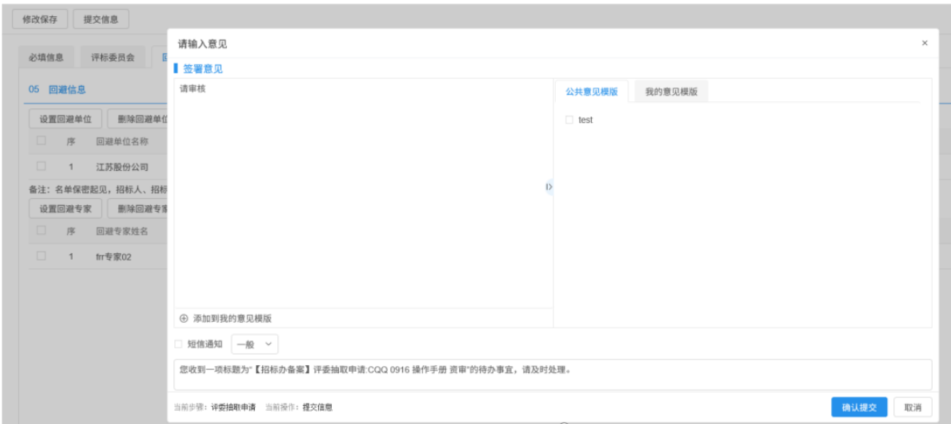 修改保存 提交信息
请输入意见
必填信息 评标委员会
签署意见
05 回避信息
请审核
公共意见模版 我的意见模版
设置回避单位 删除回避单位
test
序 回避单位名称
1 江苏股份公司
备注：名单保密起见，招标人、招标
设置回避专家 删除回避专家
序 回避专家姓名
1 frr专家02
添加到我的意见模版
短信通知 一般
您收到一项标题为"【招标办备案】评委抽取申请:CQQ 0916 操作手册 资审"的待办事宜，请及时处理。
当前步骤：评委抽取申请 当前操作：提交信息
确认提交 取消